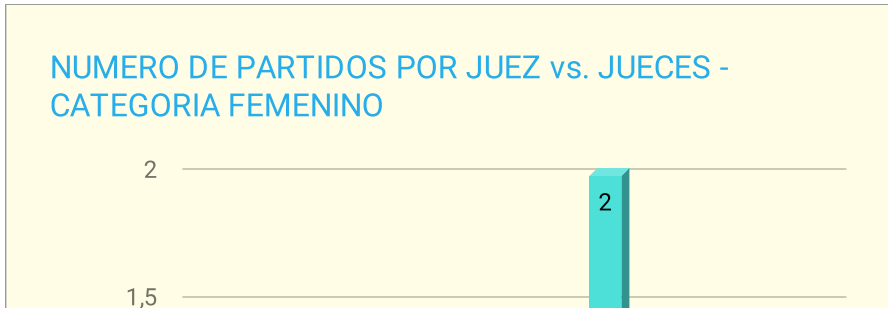 NUMERO DE PARTIDOS POR JUEZ vs. JUECES -
CATEGORIA FEMENINO
2
2
1,5